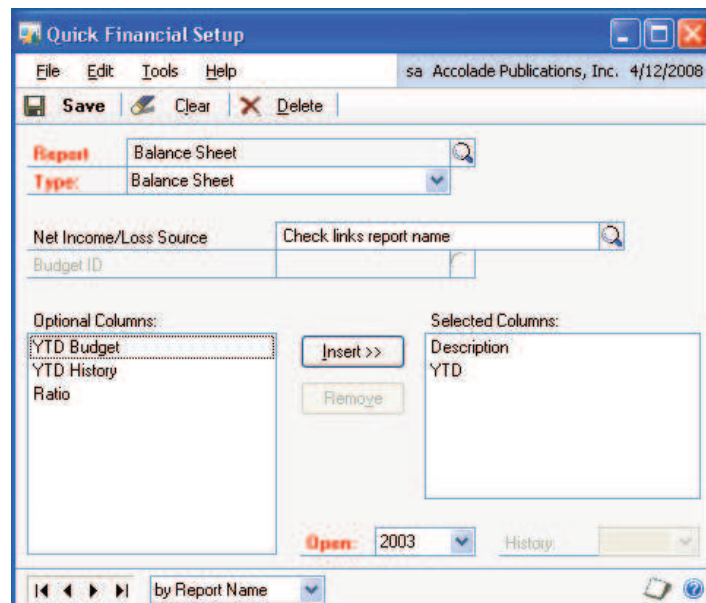 Quick Financial Setup
File Edit Tools Help sa Accolade Publications, Inc. 4/12/2008
Save Clear Delete
Report Balance Sheet
Type: Balance Sheet
Net Income/Loss Source Check links report name
Budget ID
Optional Columns: Selected Columns:
YTD Budget Insert >> Description
YTD History YTD
Ratio Remove
Open: 2003 History:
by Report Name